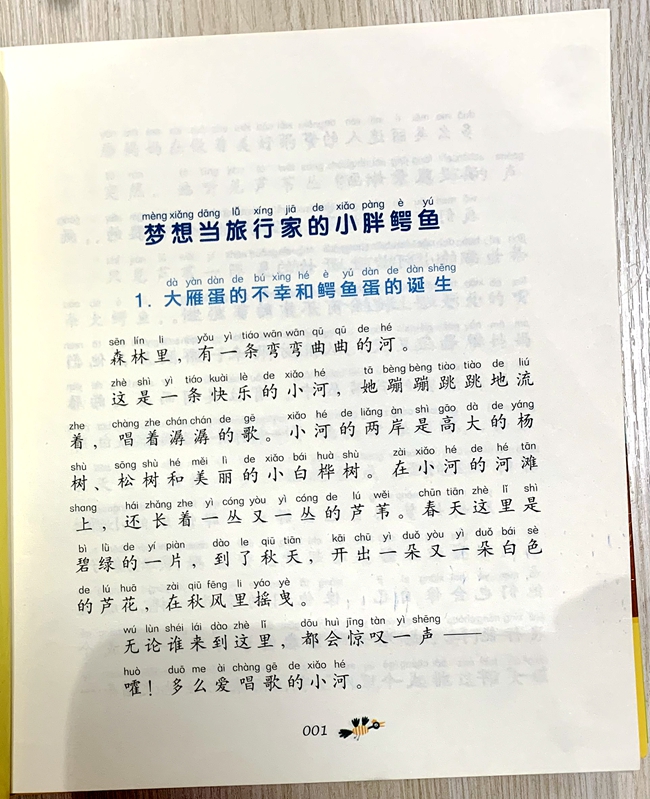 mèng xiǎng dāng lǚ xíng jiā de xiǎo pàng è yú
梦想当旅行家的小胖鳄鱼
dà yàn dàn de bú xìng hé è yú dàn de dàn shēng
1. 大雁蛋的不幸和鳄鱼蛋的诞生
sēn lín lǐ yǒu yì tiáo wān wān qū qū de hé
森林里，有一条弯弯曲曲的河。
zhè shì yì tiáo kuài lè de xiǎo hé tā bèng bèng tiào tiào de liú
这是一条快乐的小河，她蹦蹦跳跳地流
zhe chàng zhe chán chán de gē xiǎo hé de liǎng àn shì gāo dà de yáng
着，唱着潺潺的歌。小河的两岸是高大的杨
shù sōng shù hé měi lì de xiǎo bái huà shù zài xiǎo hé de hé tān
树、松树和美丽的小白桦树。在小河的河滩
shang hái zhǎng zhe yì cóng yòu yì cóng de lú wěi chūn tiān zhè lǐ shì
上，还长着一丛又一丛的芦苇。春天这里是
bì lǜ de yí piàn dào le qiū tiān kāi chū yì duǒ yòu yì duǒ bái sè
碧绿的一片，到了秋天，开出一朵又一朵白色
de lú huā zài qiū fēng li yáo yè
的芦花，在秋风里摇曳。
wú lùn shéi lái dào zhè lǐ dōu huì jīng tàn yì shēng
无论谁来到这里，都会惊叹一声——
huò duō me ài chàng gē de xiǎo hé
嚯！多么爱唱歌的小河。
001